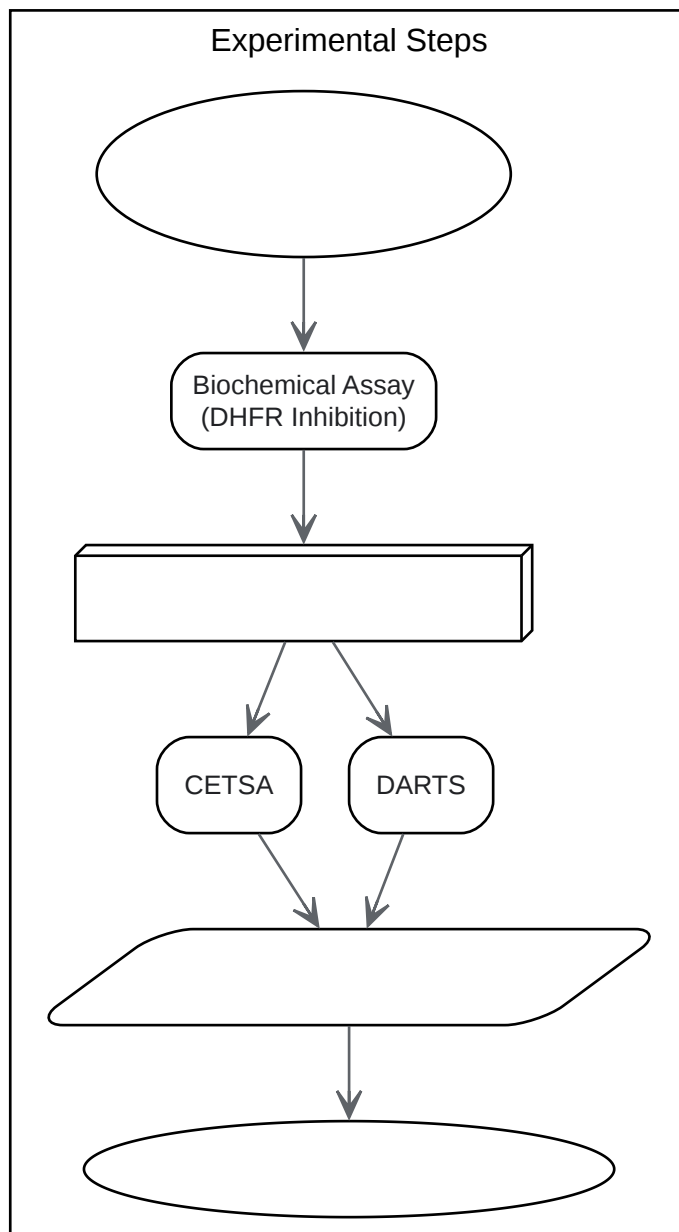 Experimental Steps
Biochemical Assay
(DHFR Inhibition)
CETSA
DARTS